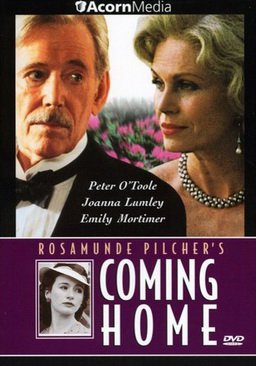 AcornMedia
Peter O'Toole
Joanna Lumley
Emily Mortimer
ROSAMUNDE PILCHER'S
COMING
HOME
DVD